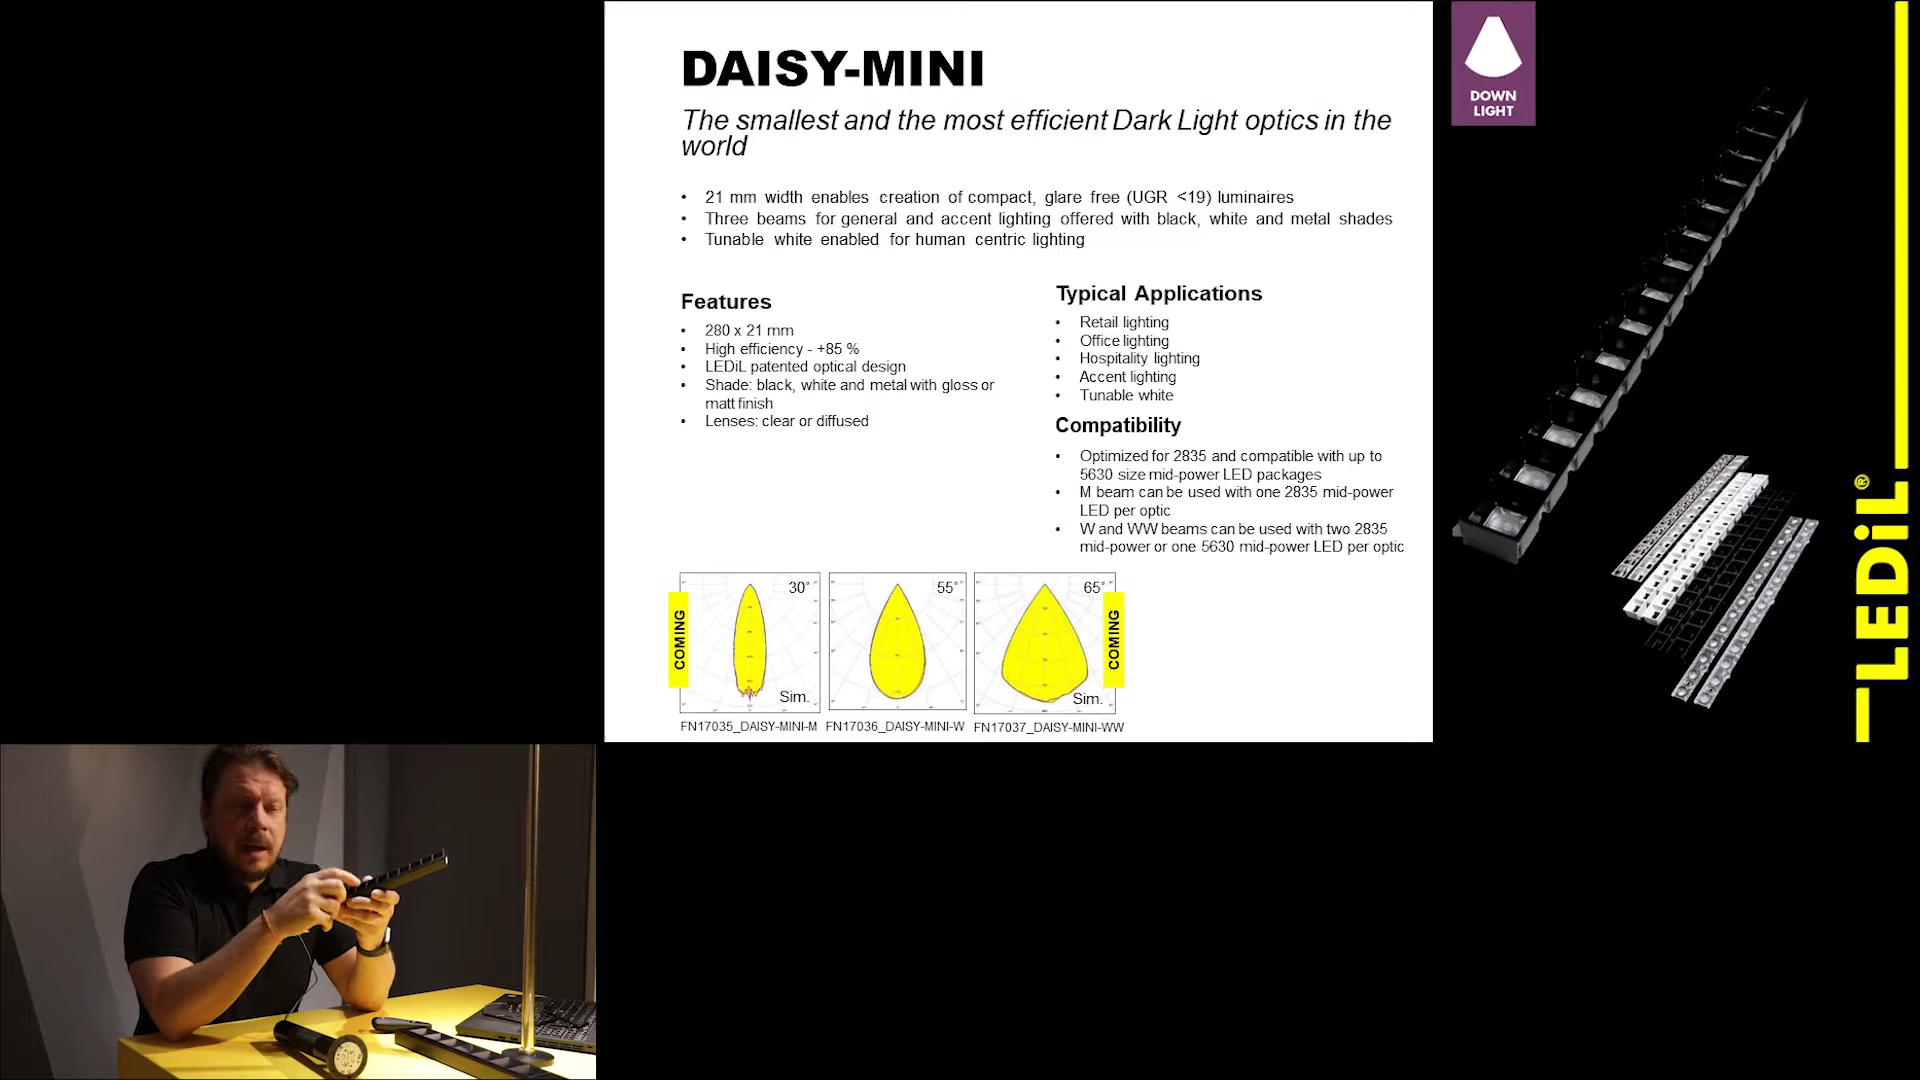 DAISY-MINI
The smallest and the most efficient Dark Light optics in the
world
• 21 mm width enables creation of compact, glare free (UGR <19) luminaires
• Three beams for general and accent lighting offered with black, white and metal shades
• Tunable white enabled for human centric lighting
Features
• 280 x 21 mm
• High efficiency - +85 %
• LEDiL patented optical design
• Shade: black, white and metal with gloss or
matt finish
• Lenses: clear or diffused
Typical Applications
• Retail lighting
• Office lighting
• Hospitality lighting
• Accent lighting
• Tunable white
Compatibility
• Optimized for 2835 and compatible with up to
5630 size mid-power LED packages
• M beam can be used with one 2835 mid-power
LED per optic
• W and WW beams can be used with two 2835
mid-power or one 5630 mid-power LED per optic
COMING
30°
Sim.
FN17035_DAISY-MINI-M
55°
FN17036_DAISY-MINI-W
65°
Sim.
COMING
FN17037_DAISY-MINI-WW
DOWN
LIGHT
LEDiL®